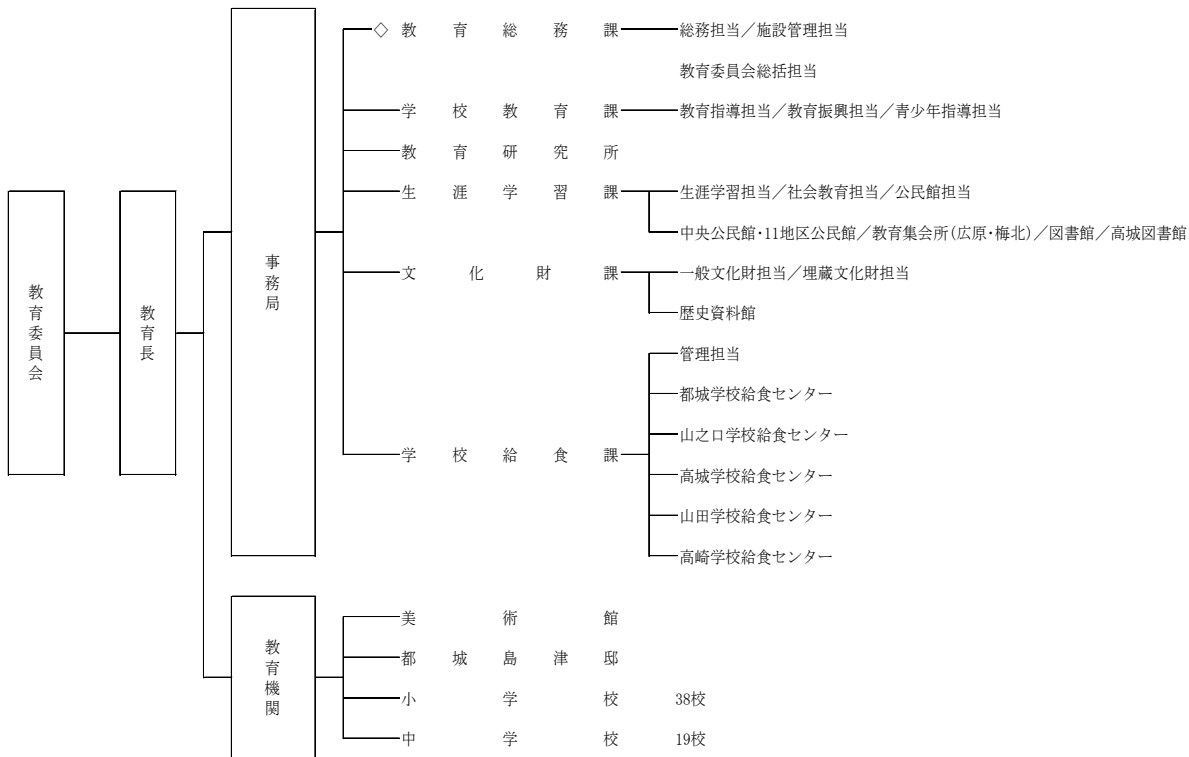 教育委員会
教育長
事務局
◇ 教育総務課 総務担当／施設管理担当
教育委員会総括担当
学校教育課 教育指導担当／教育振興担当／青少年指導担当
教育研究所
生涯学習課 生涯学習担当／社会教育担当／公民館担当
中央公民館・11地区公民館／教育集会所(広原・梅北)／図書館／高城図書館
文化財課 一般文化財担当／埋蔵文化財担当
歴史資料館
学校給食課
管理担当
都城学校給食センター
山之口学校給食センター
高城学校給食センター
山田学校給食センター
高崎学校給食センター
教育機関
美術館
都城島津邸
小学校 38校
中学校 19校